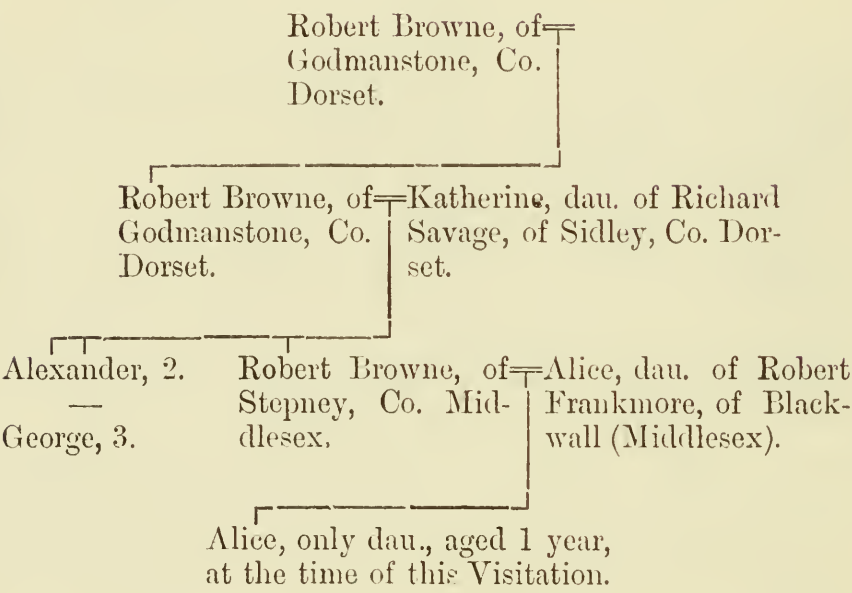 Robert Browne, of
Godmanstone, Co.
Dorset.
Robert Browne, of
Godmanstone, Co.
Dorset.
Katherine, dau. of Richard
Savage, of Sidley, Co. Dor-
set.
Alexander, 2.
—
George, 3.
Robert Browne, of
Stepney, Co. Mid-
dlesex.
Alice, dau. of Robert
Frankmore, of Black-
wall (Middlesex).
Alice, only dau., aged 1 year,
at the time of this Visitation.